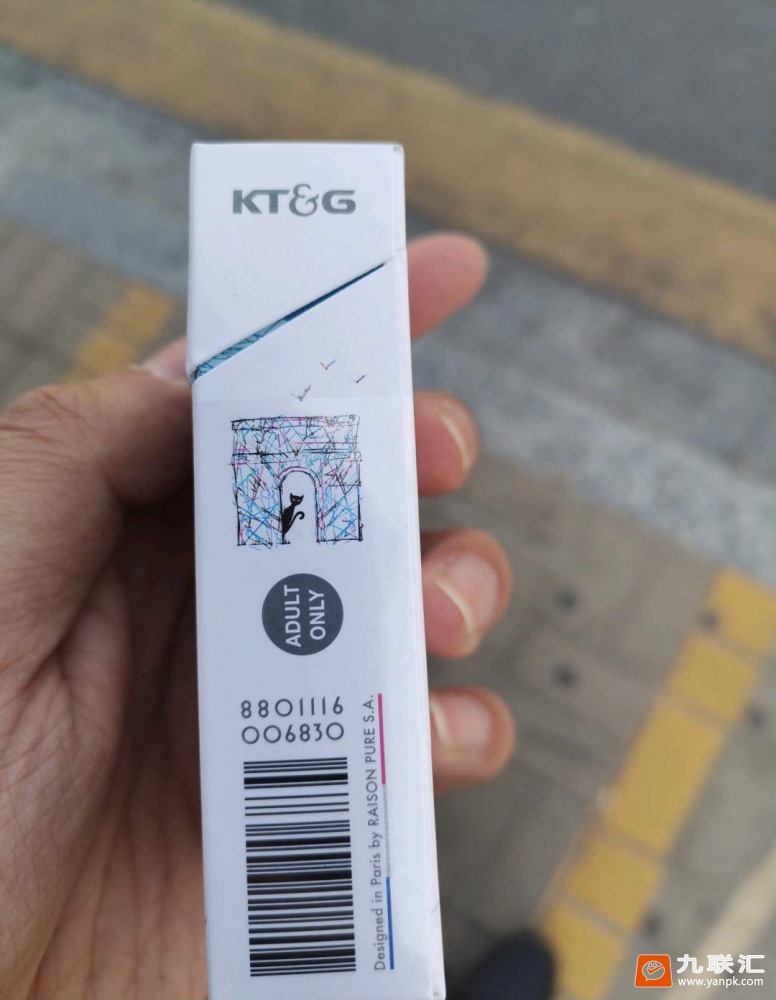 KT&G
ADULT
ONLY
8801116
006830
Designed in Paris by RAISON PURE S.A.
九联汇
www.yanpk.com